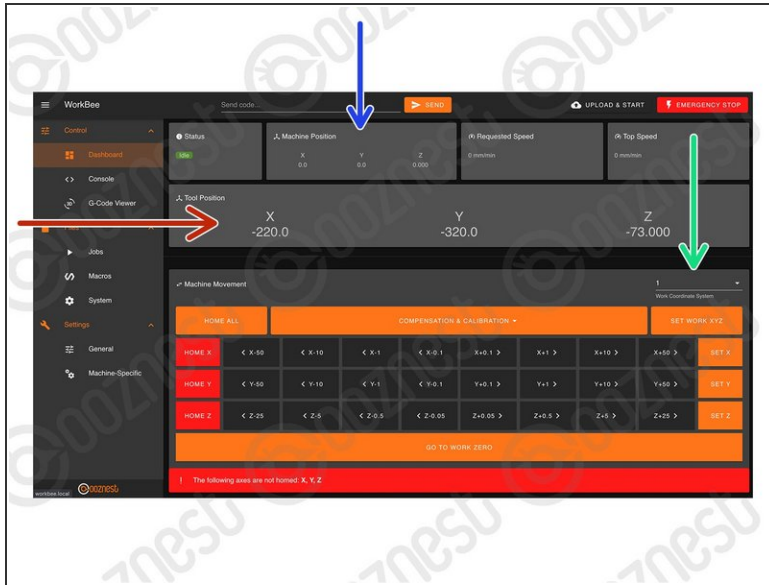 WorkBee
Send code...
SEND
UPLOAD & START
EMERGENCY STOP
Control
Dashboard
Console
G-Code Viewer
Jobs
Macros
System
Settings
General
Machine-Specific
workbee.local
ooznest
Status
Idle
Machine Position
X Y Z
0.0 0.0 0.000
Requested Speed
0 mm/min
Top Speed
0 mm/min
Tool Position
X Y Z
-220.0 -320.0 -73.000
Machine Movement
1
Work Coordinate System
HOME ALL COMPENSATION & CALIBRATION SET WORK XYZ
HOME X < X-50 < X-10 < X-1 < X-0.1 X+0.1 > X+1 > X+10 > X+50 > SET X
HOME Y < Y-50 < Y-10 < Y-1 < Y-0.1 Y+0.1 > Y+1 > Y+10 > Y+50 > SET Y
HOME Z < Z-25 < Z-5 < Z-0.5 < Z-0.05 Z+0.05 > Z+0.5 > Z+5 > Z+25 > SET Z
GO TO WORK ZERO
! The following axes are not homed: X, Y, Z